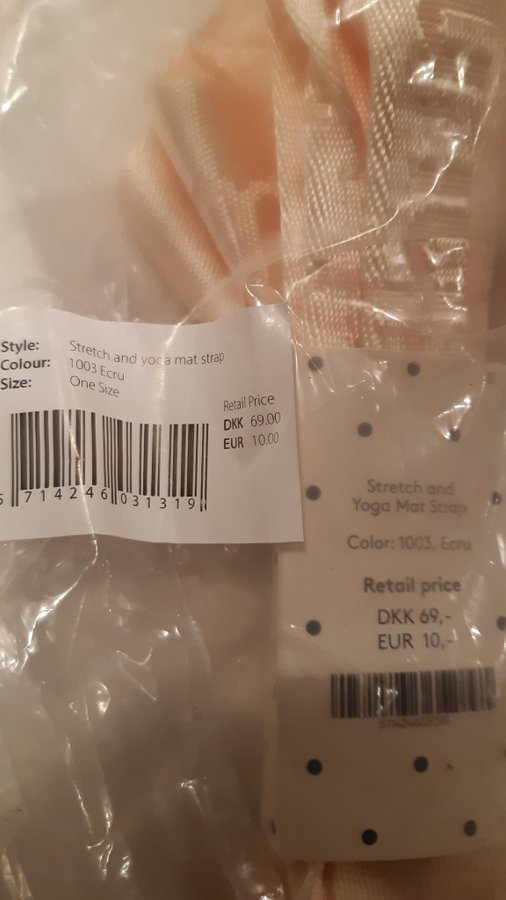 Style: Stretch and yoga mat strap
Colour: 1003 Ecru
Size: One Size
Retail Price
DKK 69.00
EUR 10.00
5 714246 031319
Stretch and
Yoga Mat Strap
Color: 1003, Ecru
Retail price
DKK 69,-
EUR 10,-